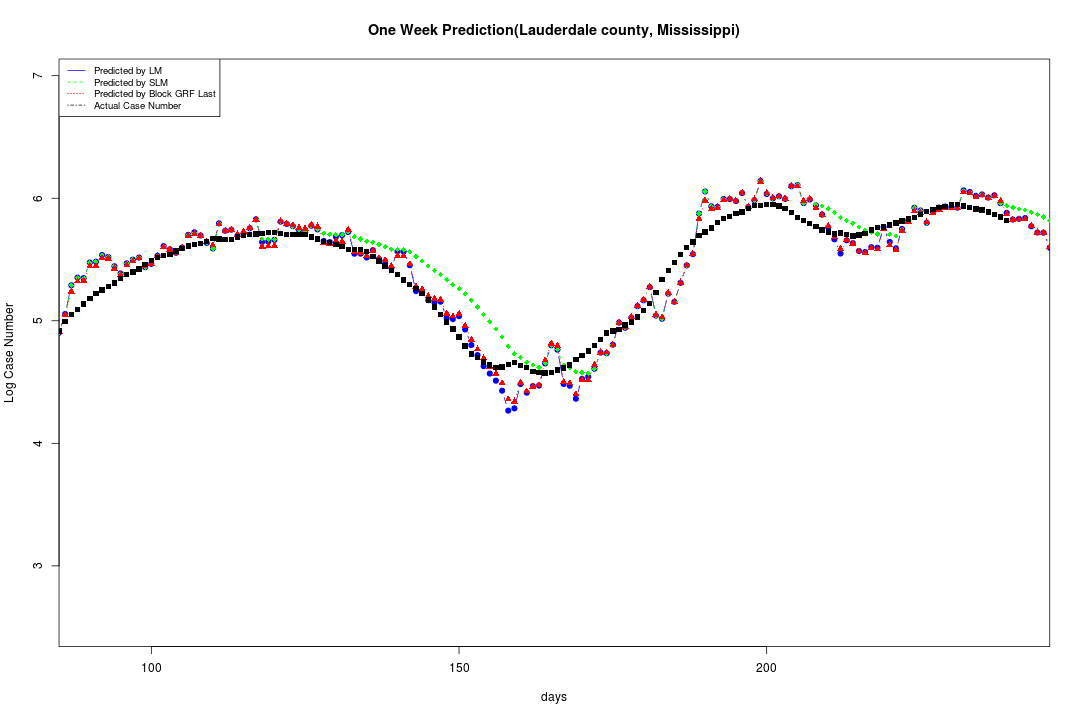 One Week Prediction(Lauderdale county, Mississippi)
Predicted by LM
Predicted by SLM
Predicted by Block GRF Last
Actual Case Number
7
6
5
4
3
Log Case Number
100 150 200
days